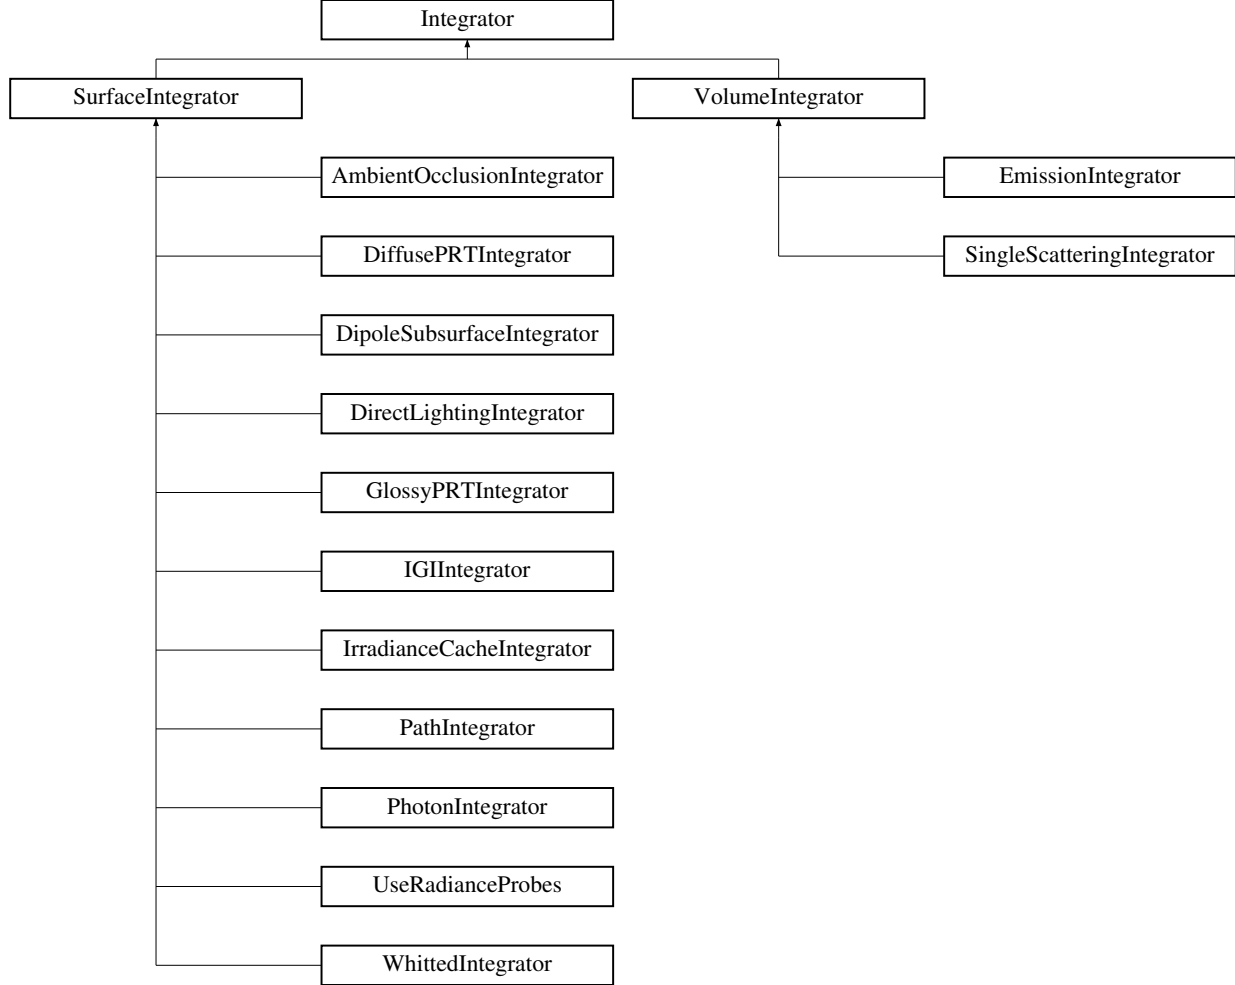 Integrator
SurfaceIntegrator
VolumeIntegrator
AmbientOcclusionIntegrator
EmissionIntegrator
DiffusePRTIntegrator
SingleScatteringIntegrator
DipoleSubsurfaceIntegrator
DirectLightingIntegrator
GlossyPRTIntegrator
IGIIntegrator
IrradianceCacheIntegrator
PathIntegrator
PhotonIntegrator
UseRadianceProbes
WhittedIntegrator